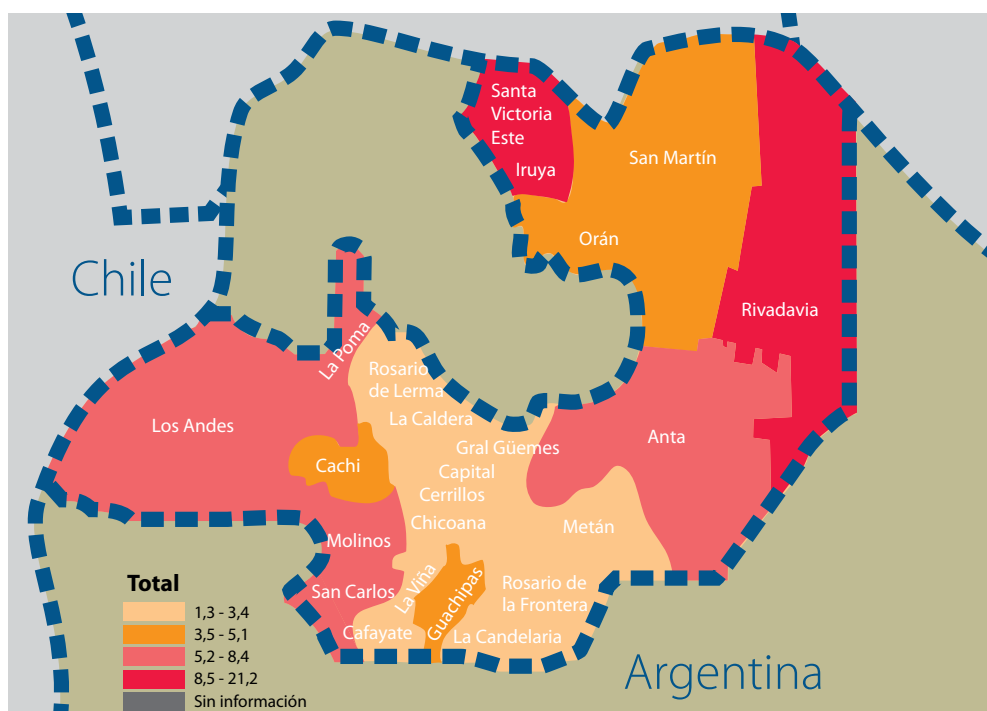 Santa
Victoria
Este
Iruya
San Martín
Orán
Chile
Rivadavia
La Poma
Rosario
de Lerma
La Caldera
Los Andes
Anta
Gral Güemes
Cachi
Capital
Cerrillos
Chicoana
Metán
Molinos
San Carlos
La Viña
Guachipas
Rosario de
la Frontera
Cafayate
La Candelaria
Argentina
Total
1,3 - 3,4
3,5 - 5,1
5,2 - 8,4
8,5 - 21,2
Sin información